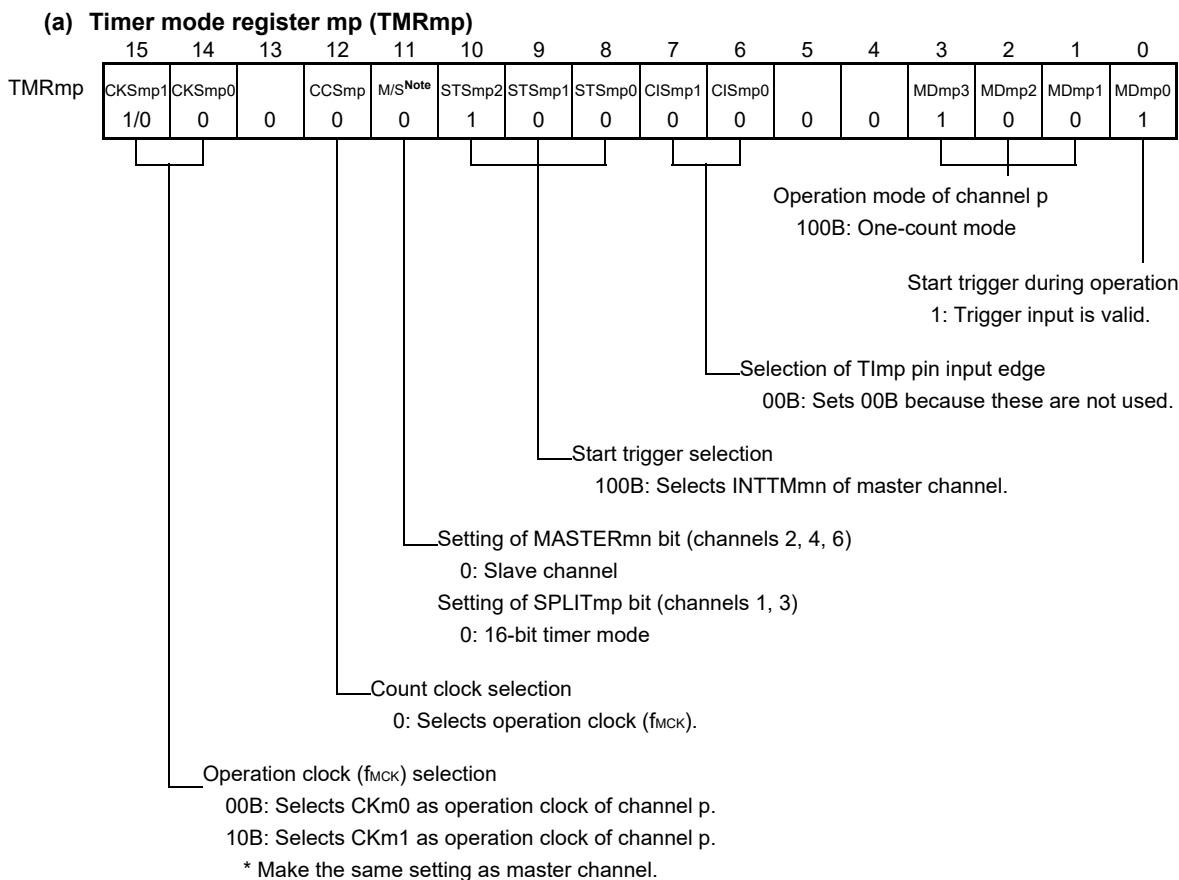 (a) Timer mode register mp (TMRmp)
15 14 13 12 11 10 9 8 7 6 5 4 3 2 1 0
TMRmp CKSmp1 CKSmp0 CCSmp M/SNote STSmp2 STSmp1 STSmp0 CISmp1 CISmp0 MDmp3 MDmp2 MDmp1 MDmp0
1/0 0 0 0 0 1 0 0 0 0 0 0 1 0 0 1
Operation mode of channel p
100B: One-count mode
Start trigger during operation
1: Trigger input is valid.
Selection of TImp pin input edge
00B: Sets 00B because these are not used.
Start trigger selection
100B: Selects INTTMmn of master channel.
Setting of MASTERmn bit (channels 2, 4, 6)
0: Slave channel
Setting of SPLITmp bit (channels 1, 3)
0: 16-bit timer mode
Count clock selection
0: Selects operation clock (fMCK).
Operation clock (fMCK) selection
00B: Selects CKm0 as operation clock of channel p.
10B: Selects CKm1 as operation clock of channel p.
* Make the same setting as master channel.